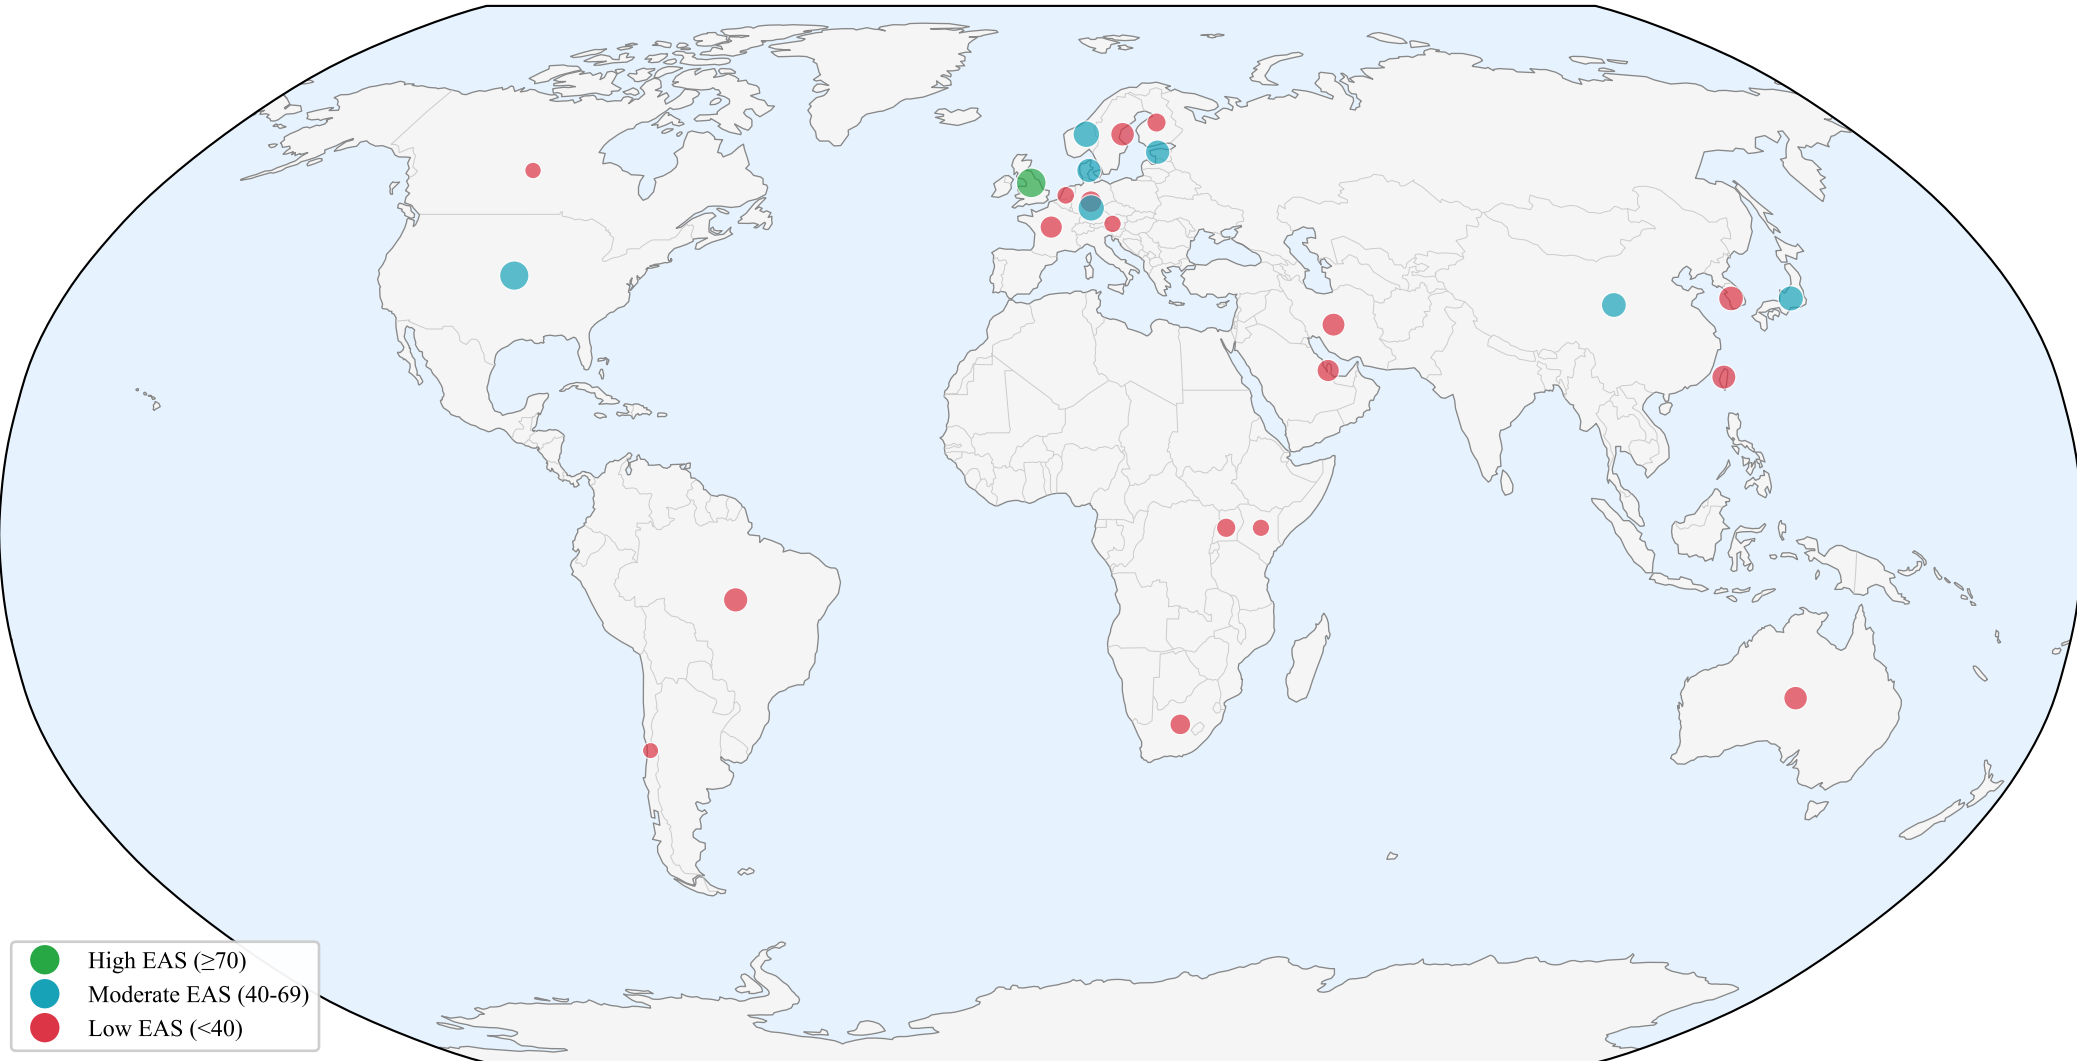 High EAS (≥70)
Moderate EAS (40-69)
Low EAS (<40)